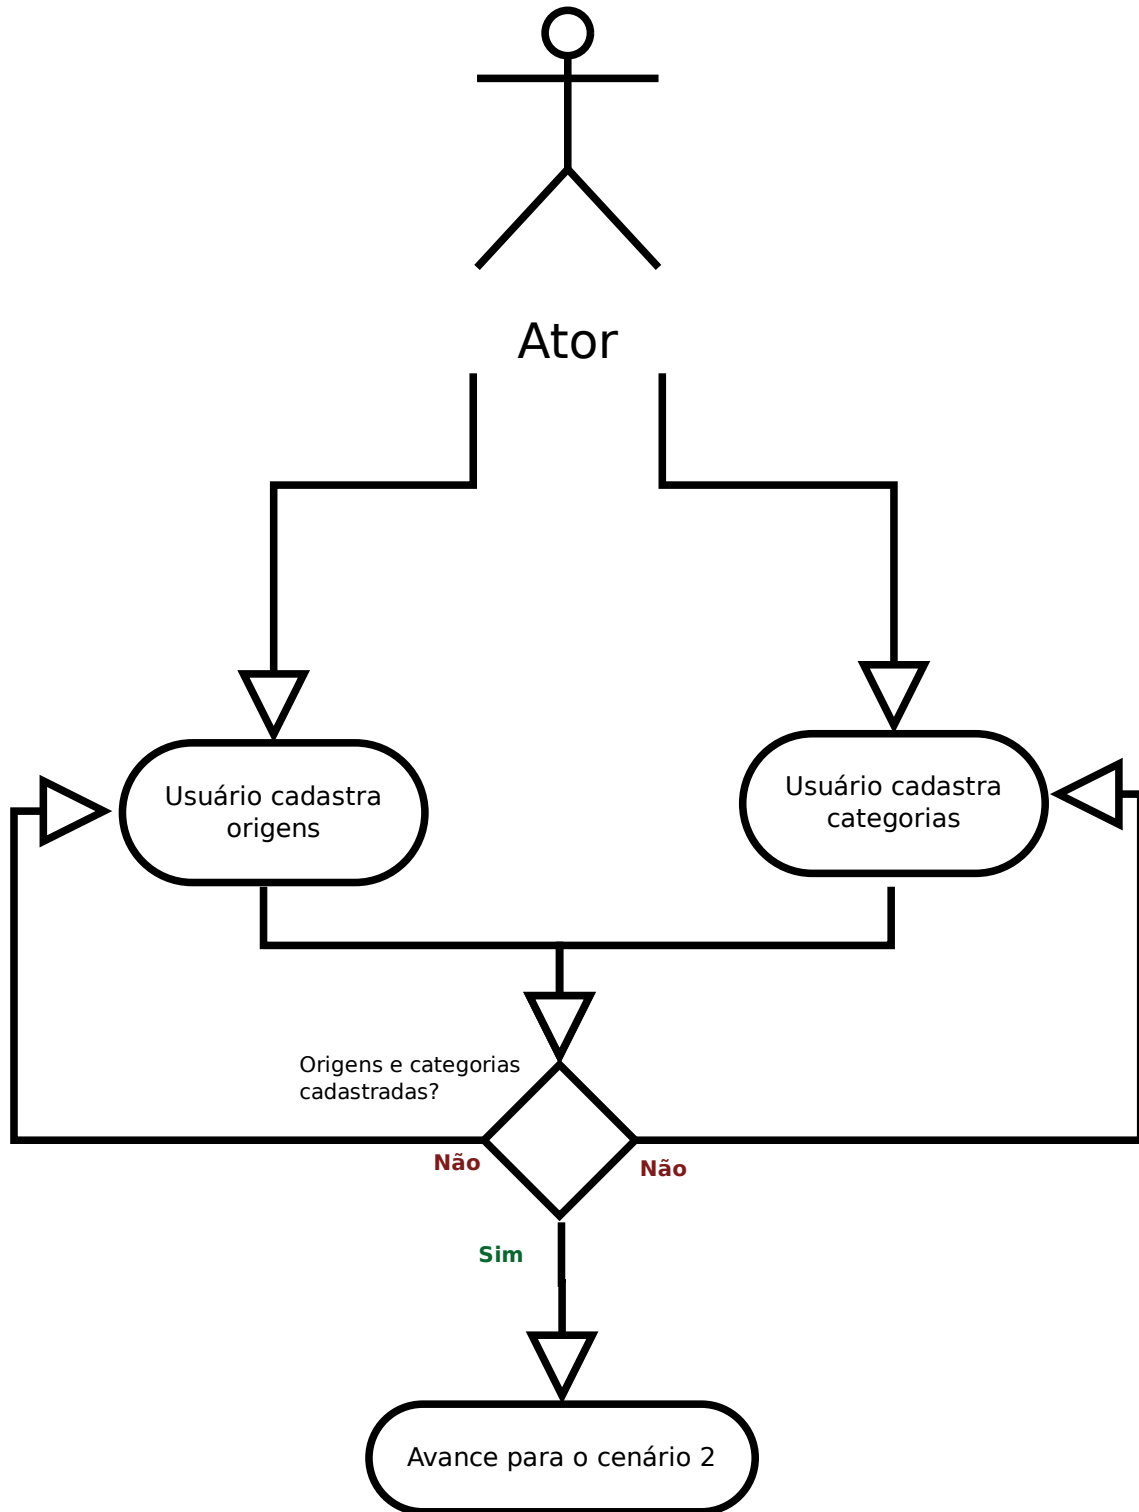 Ator
Usuário cadastra
origens
Usuário cadastra
categorias
Origens e categorias
cadastradas?
Não
Não
Sim
Avance para o cenário 2